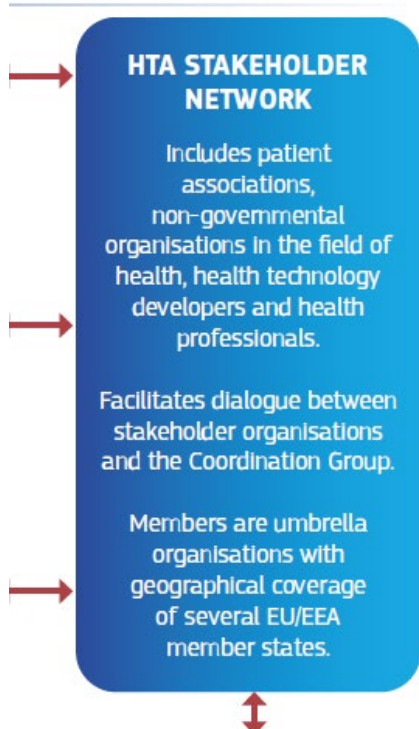 HTA STAKEHOLDER
NETWORK
Includes patient
associations,
non-governmental
organisations in the field of
health, health technology
developers and health
professionals.
Facilitates dialogue between
stakeholder organisations
and the Coordination Group.
Members are umbrella
organisations with
geographical coverage
of several EU/EEA
member states.